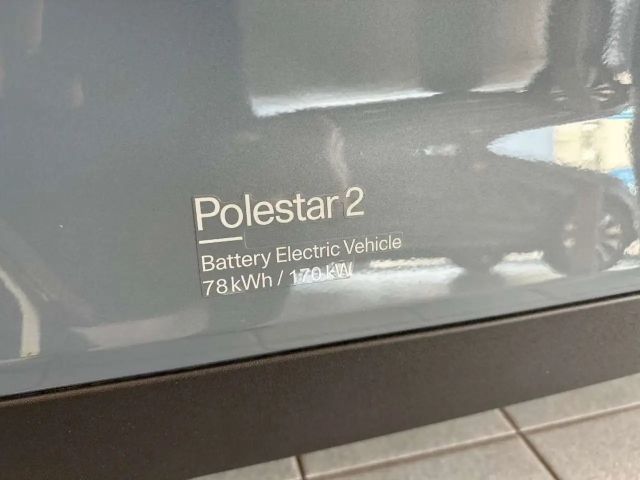 Polestar 2
Battery Electric Vehicle
78 kWh / 170 kW